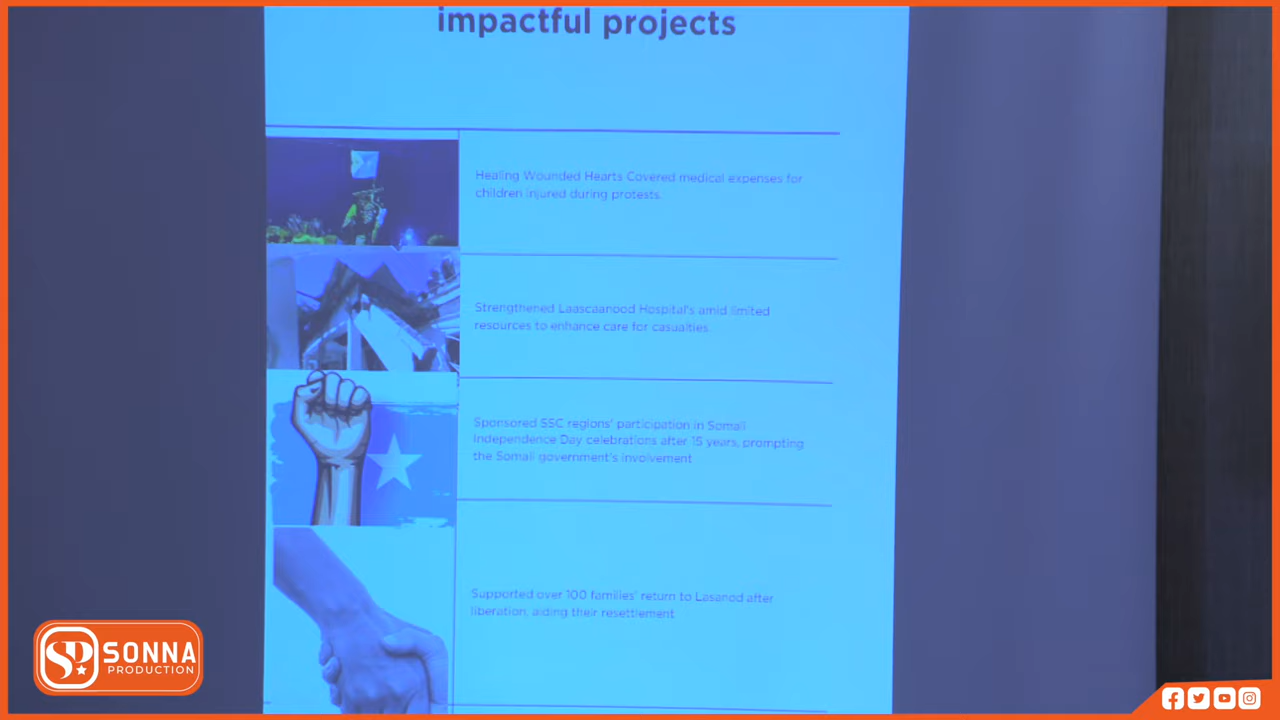 impactful projects
Healing Wounded Hearts Covered medical expenses for
children injured during protests.
Strengthened Laascaanood Hospital's amid limited
resources to enhance care for casualties.
Sponsored SSC regions' participation in Somali
Independence Day celebrations after 15 years, prompting
the Somali government's involvement
Supported over 100 families' return to Lasanod after
liberation, aiding their resettlement
SP SONNA
PRODUCTION